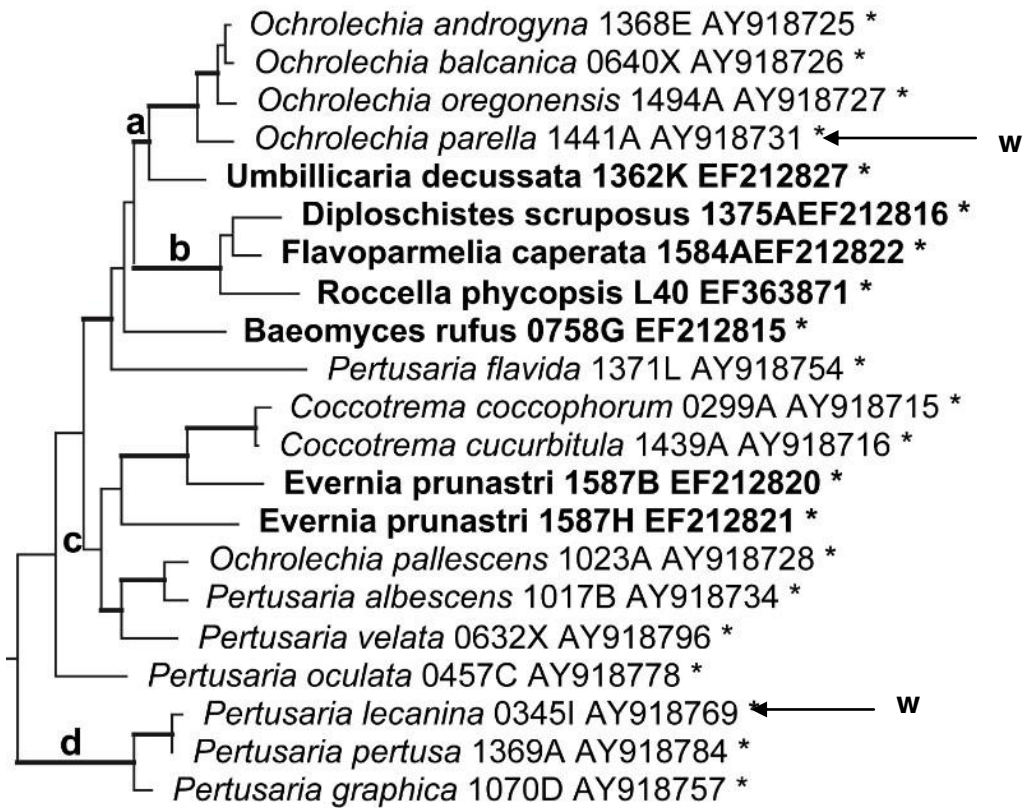 Ochrolechia androgyna 1368E AY918725 *
Ochrolechia balcanica 0640X AY918726 *
Ochrolechia oregonensis 1494A AY918727 *
a
Ochrolechia parella 1441A AY918731 * w
Umbillicaria decussata 1362K EF212827 *
Diploschistes scruposus 1375AEF212816 *
b
Flavoparmelia caperata 1584AEF212822 *
Roccella phycopsis L40 EF363871 *
Baeomyces rufus 0758G EF212815 *
Pertusaria flavida 1371L AY918754 *
Coccotrema coccophorum 0299A AY918715 *
Coccotrema cucurbitula 1439A AY918716 *
Evernia prunastri 1587B EF212820 *
Evernia prunastri 1587H EF212821 *
c
Ochrolechia pallescens 1023A AY918728 *
Pertusaria albescens 1017B AY918734 *
Pertusaria velata 0632X AY918796 *
Pertusaria oculata 0457C AY918778 *
Pertusaria lecanina 0345I AY918769 * w
d
Pertusaria pertusa 1369A AY918784 *
Pertusaria graphica 1070D AY918757 *